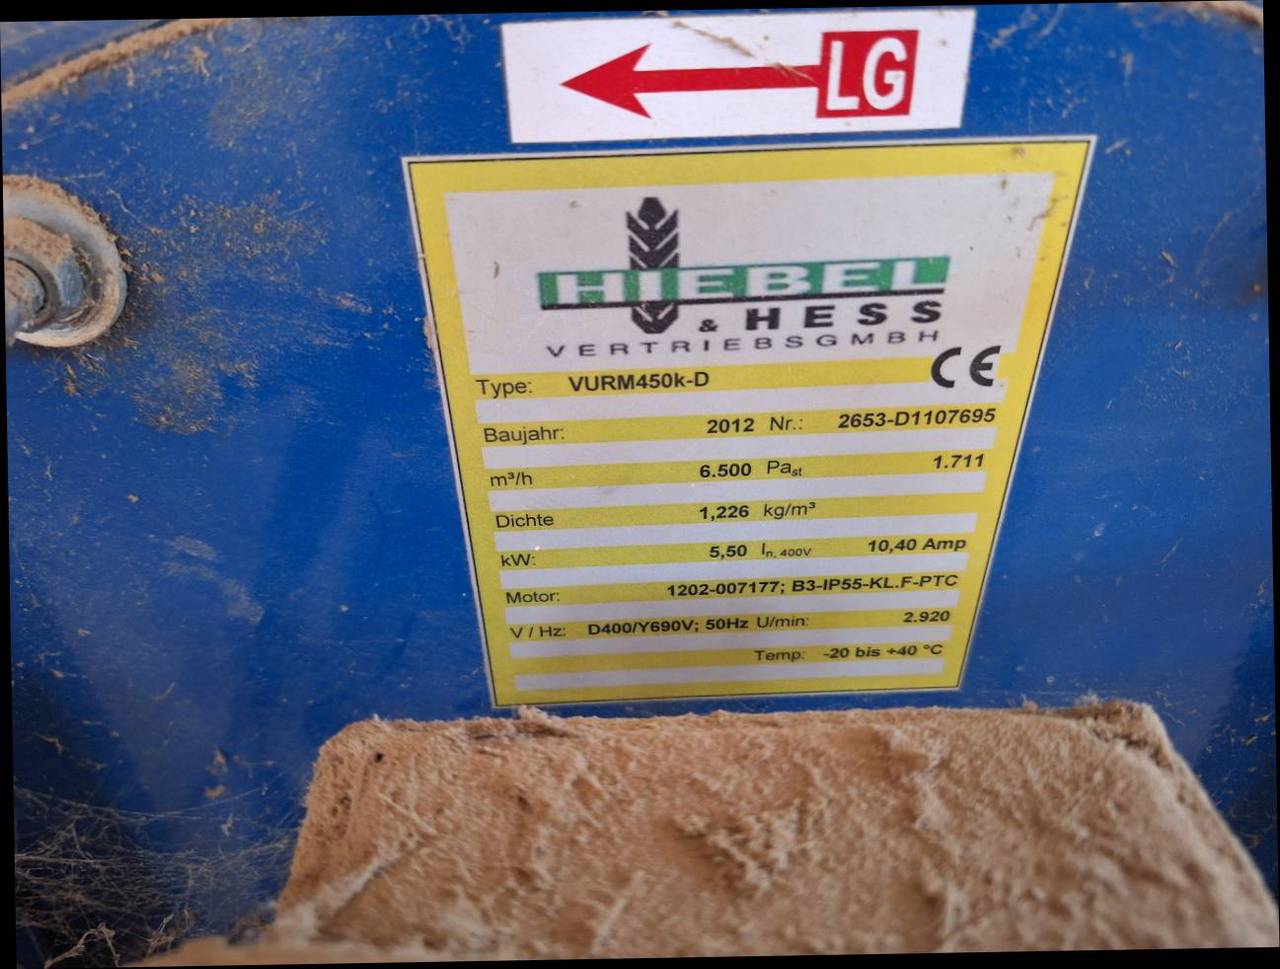 LG
HIEBEL
& HESS
VERTRIEBSGMBH
Type: VURM450k-D CE
Baujahr: 2012 Nr.: 2653-D1107695
m³/h 6.500 Past 1.711
Dichte 1,226 kg/m³
kW: 5,50 In, 400V 10,40 Amp
Motor: 1202-007177; B3-IP55-KL.F-PTC
V / Hz: D400/Y690V; 50Hz U/min: 2.920
Temp: -20 bis +40 °C